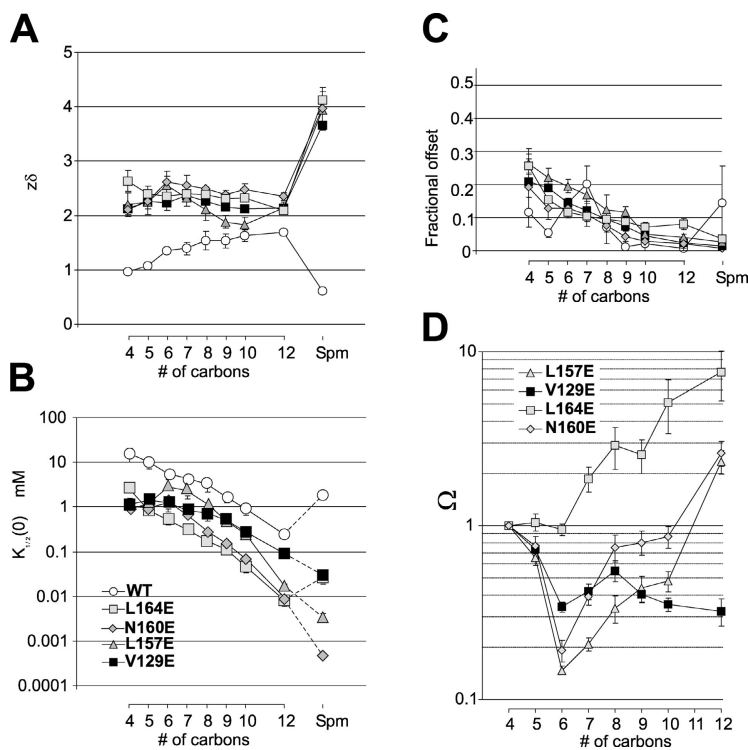 A
5
4
3
2
1
0
zδ
4 5 6 7 8 9 10 12 Spm
# of carbons
B
100
10
1
0.1
0.01
0.001
0.0001
K1/2(0) mM
WT
L164E
N160E
L157E
V129E
4 5 6 7 8 9 10 12 Spm
# of carbons
C
0.5
0.4
0.3
0.2
0.1
0
Fractional offset
4 5 6 7 8 9 10 12 Spm
# of carbons
D
10
1
0.1
Ω
L157E
V129E
L164E
N160E
4 5 6 7 8 9 10 11 12
# of carbons